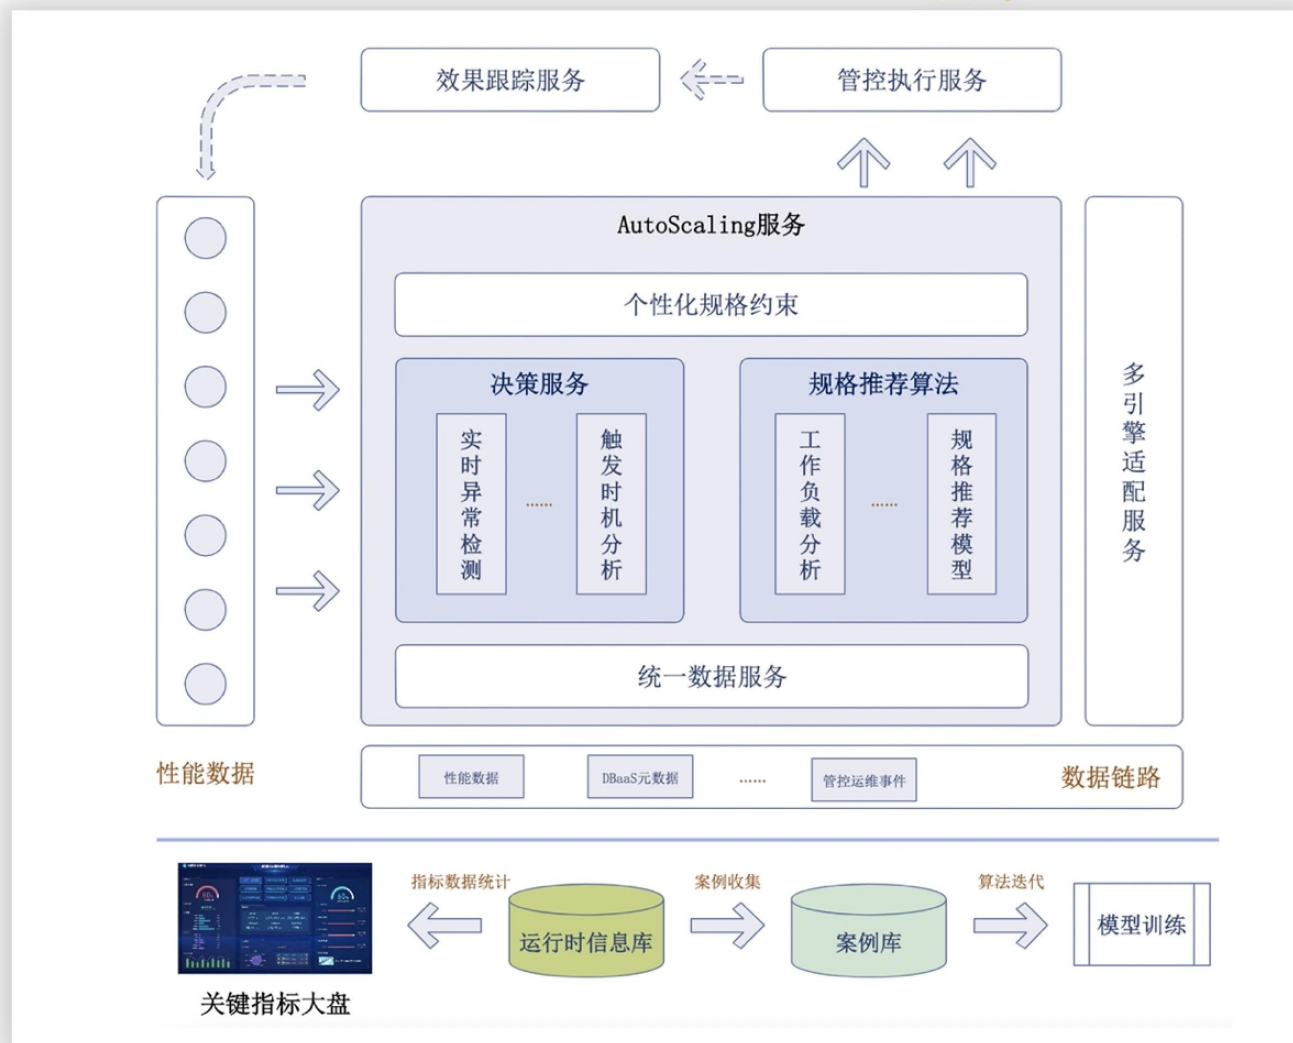 效果跟踪服务
管控执行服务
AutoScaling服务
个性化规格约束
决策服务
规格推荐算法
实时异常检测
......
触发时机分析
工作负载分析
......
规格推荐模型
多引擎适配服务
统一数据服务
性能数据
性能数据
DBaaS元数据
......
管控运维事件
数据链路
指标数据统计
案例收集
算法迭代
运行时信息库
案例库
模型训练
关键指标大盘